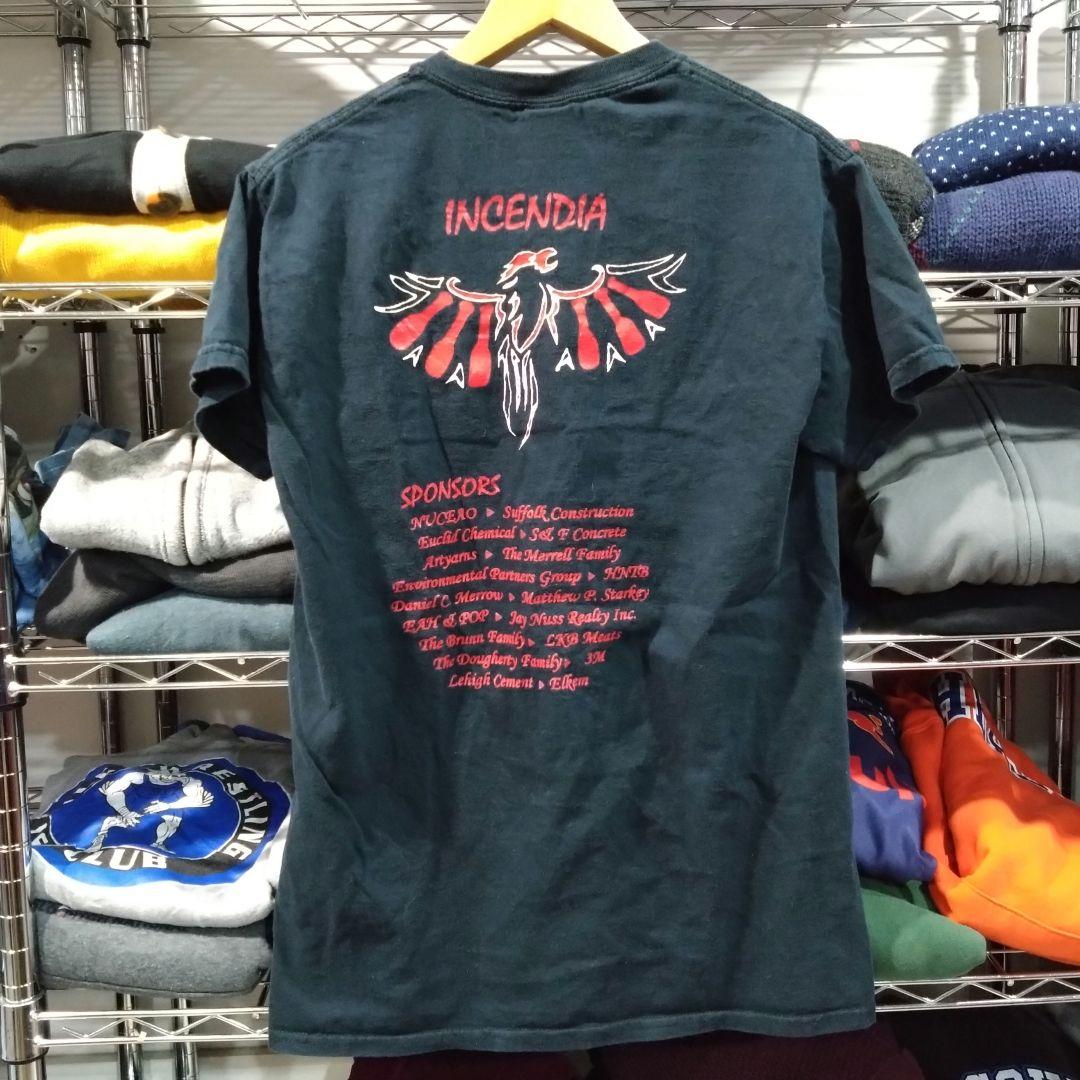 INCENDIA
SPONSORS
NUCEAO ▸ Suffolk Construction
Euclid Chemical ▸ S & F Concrete
Artyarns ▸ The Merrell Family
Environmental Partners Group ▸ HNTB
Daniel C. Merrow ▸ Matthew P. Starkey
EAH & POP ▸ Jay Nuss Realty Inc.
The Brunn Family ▸ LKB Meats
The Dougherty Family ▸ 3M
Lehigh Cement ▸ Elkem
CLUB